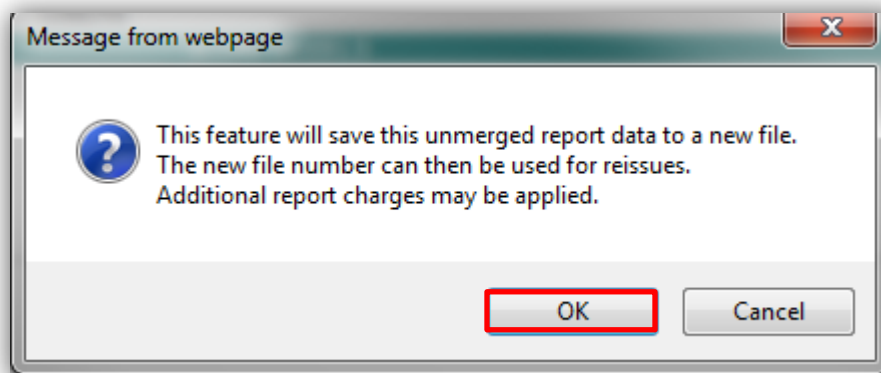 Message from webpage
This feature will save this unmerged report data to a new file.
The new file number can then be used for reissues.
Additional report charges may be applied.
OK
Cancel